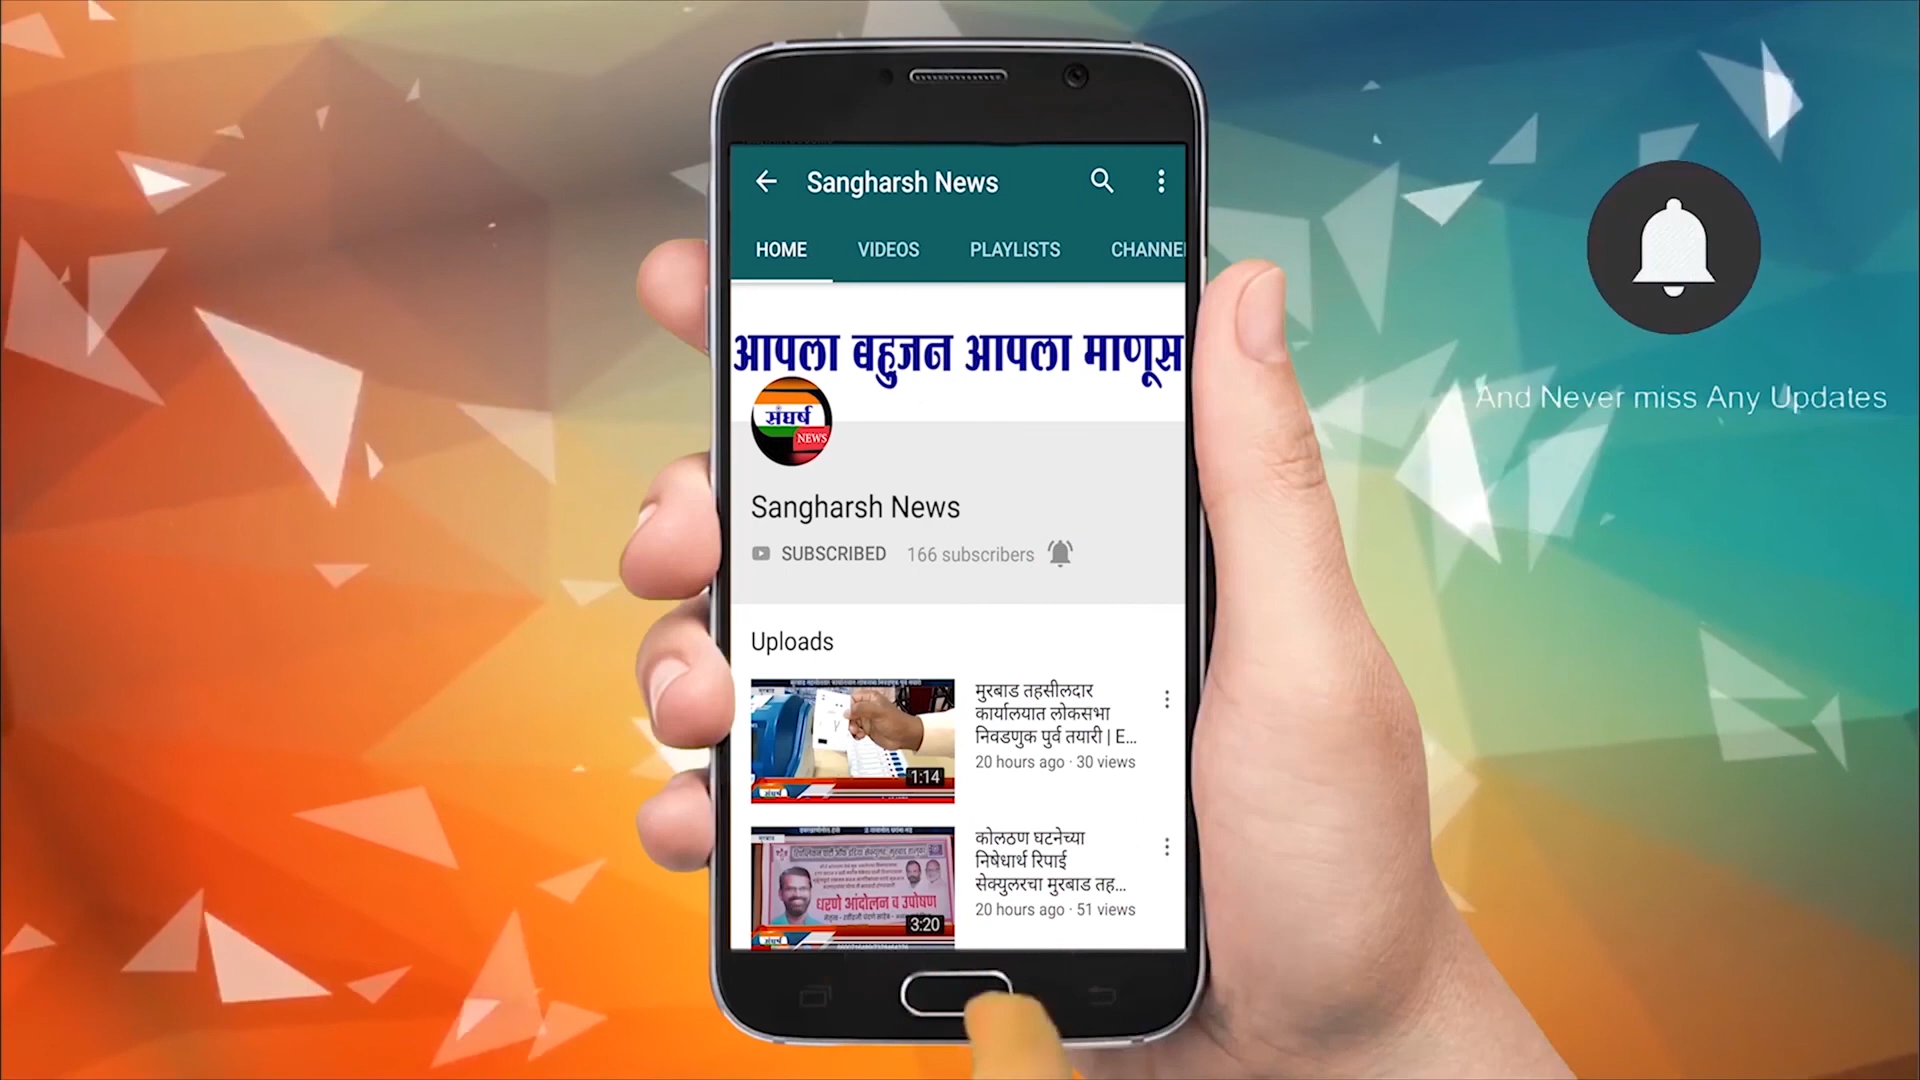 Sangharsh News
HOME VIDEOS PLAYLISTS CHANNE
आपला बहुजन आपला माणूस
संघर्ष
NEWS
And Never miss Any Updates
Sangharsh News
SUBSCRIBED 166 subscribers
Uploads
मुरबाड तहसीलदार
कार्यालयात लोकसभा
निवडणुक पुर्व तयारी | E...
20 hours ago · 30 views
1:14
संघर्ष
कोलठण घटनेच्या
निषेधार्थ रिपाई
सेक्युलरचा मुरबाड तह...
20 hours ago · 51 views
धरणे आंदोलन व उपोषण
3:20
संघर्ष